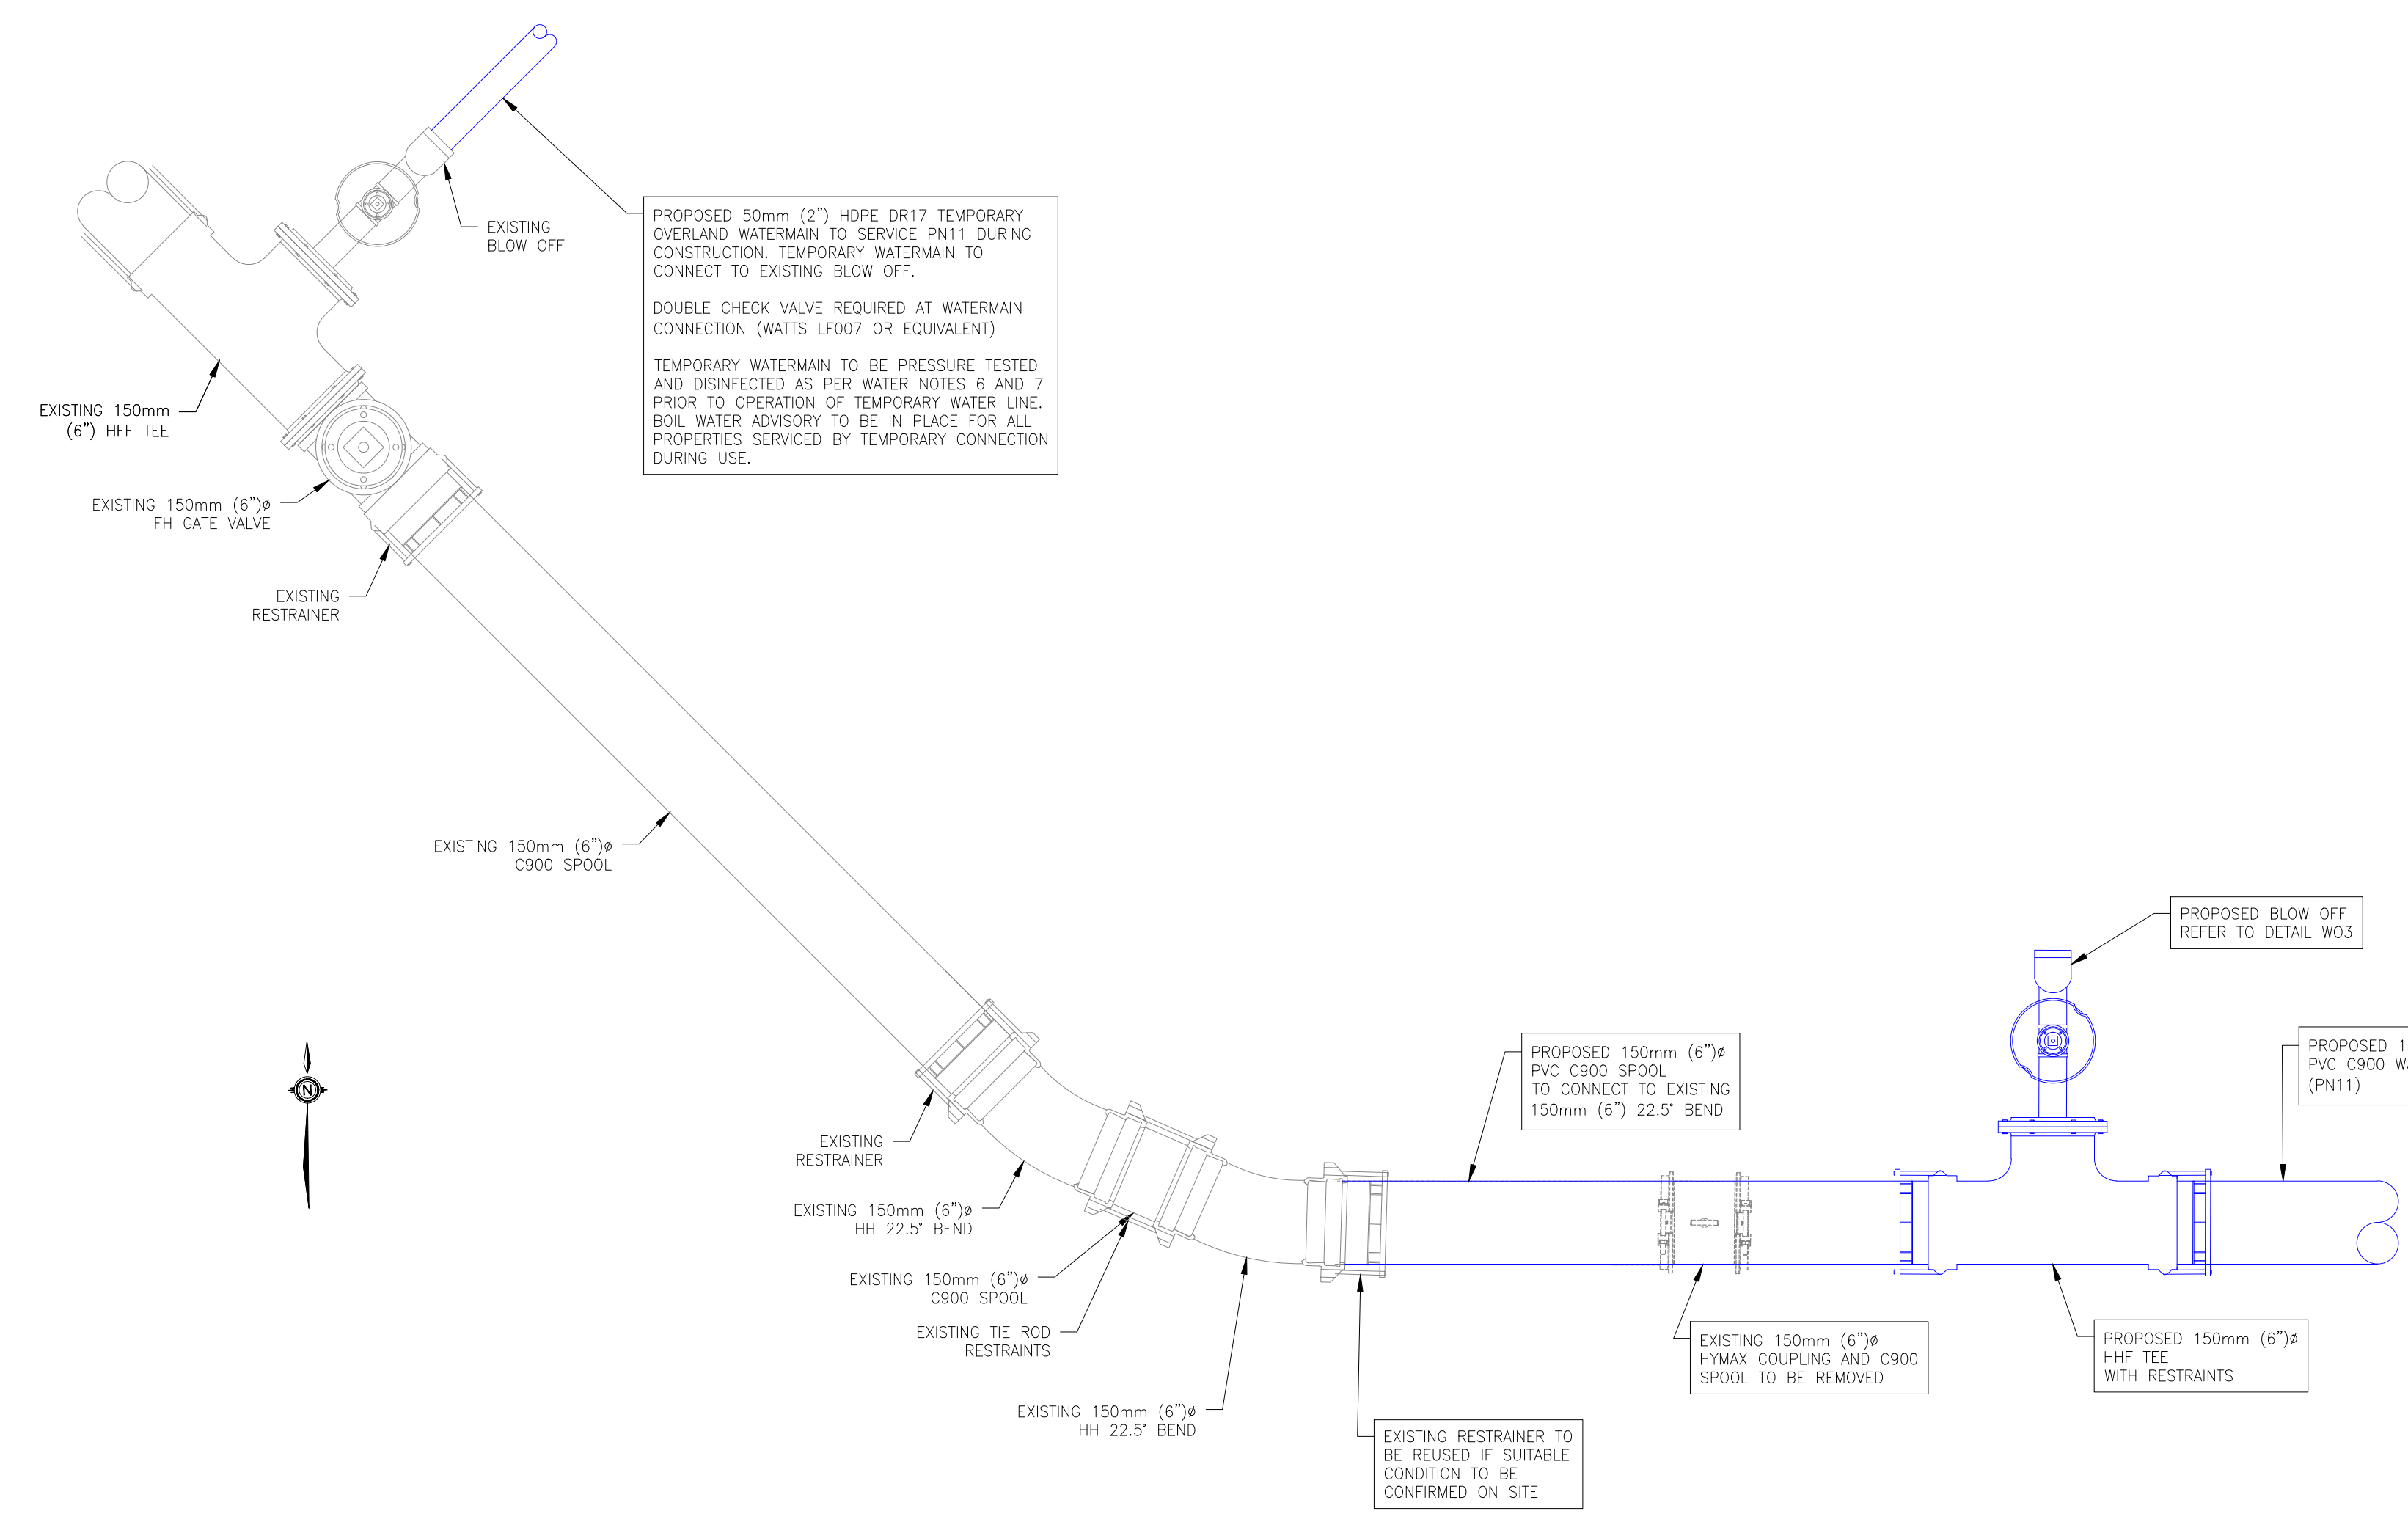 EXISTING
BLOW OFF
PROPOSED 50mm (2") HDPE DR17 TEMPORARY
OVERLAND WATERMAIN TO SERVICE PN11 DURING
CONSTRUCTION. TEMPORARY WATERMAIN TO
CONNECT TO EXISTING BLOW OFF.
DOUBLE CHECK VALVE REQUIRED AT WATERMAIN
CONNECTION (WATTS LF007 OR EQUIVALENT)
TEMPORARY WATERMAIN TO BE PRESSURE TESTED
AND DISINFECTED AS PER WATER NOTES 6 AND 7
PRIOR TO OPERATION OF TEMPORARY WATER LINE.
BOIL WATER ADVISORY TO BE IN PLACE FOR ALL
PROPERTIES SERVICED BY TEMPORARY CONNECTION
DURING USE.
EXISTING 150mm
(6") HFF TEE
EXISTING 150mm (6")ø
FH GATE VALVE
EXISTING
RESTRAINER
EXISTING 150mm (6")ø
C900 SPOOL
PROPOSED BLOW OFF
REFER TO DETAIL WO3
PROPOSED 150mm (6")ø
PVC C900 SPOOL
TO CONNECT TO EXISTING
150mm (6") 22.5° BEND
PROPOSED 1
PVC C900 W
(PN11)
N
EXISTING
RESTRAINER
EXISTING 150mm (6")ø
HH 22.5° BEND
EXISTING 150mm (6")ø
C900 SPOOL
EXISTING TIE ROD
RESTRAINTS
EXISTING 150mm (6")ø
HH 22.5° BEND
EXISTING 150mm (6")ø
HYMAX COUPLING AND C900
SPOOL TO BE REMOVED
PROPOSED 150mm (6")ø
HHF TEE
WITH RESTRAINTS
EXISTING RESTRAINER TO
BE REUSED IF SUITABLE
CONDITION TO BE
CONFIRMED ON SITE